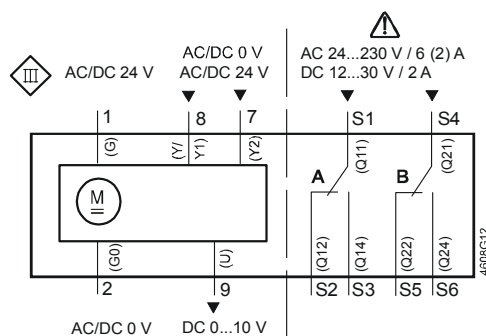 AC/DC 0 V
AC/DC 24 V
AC/DC 24 V
AC 24...230 V / 6 (2) A
DC 12...30 V / 2 A
III
1
8
7
S1
S4
(G)
(Y/
Y1)
(Y2)
(Q11)
(Q21)
A
B
M
(G0)
(U)
(Q12)
(Q14)
(Q22)
(Q24)
2
9
S2
S3
S5
S6
AC/DC 0 V
DC 0...10 V
4608G12